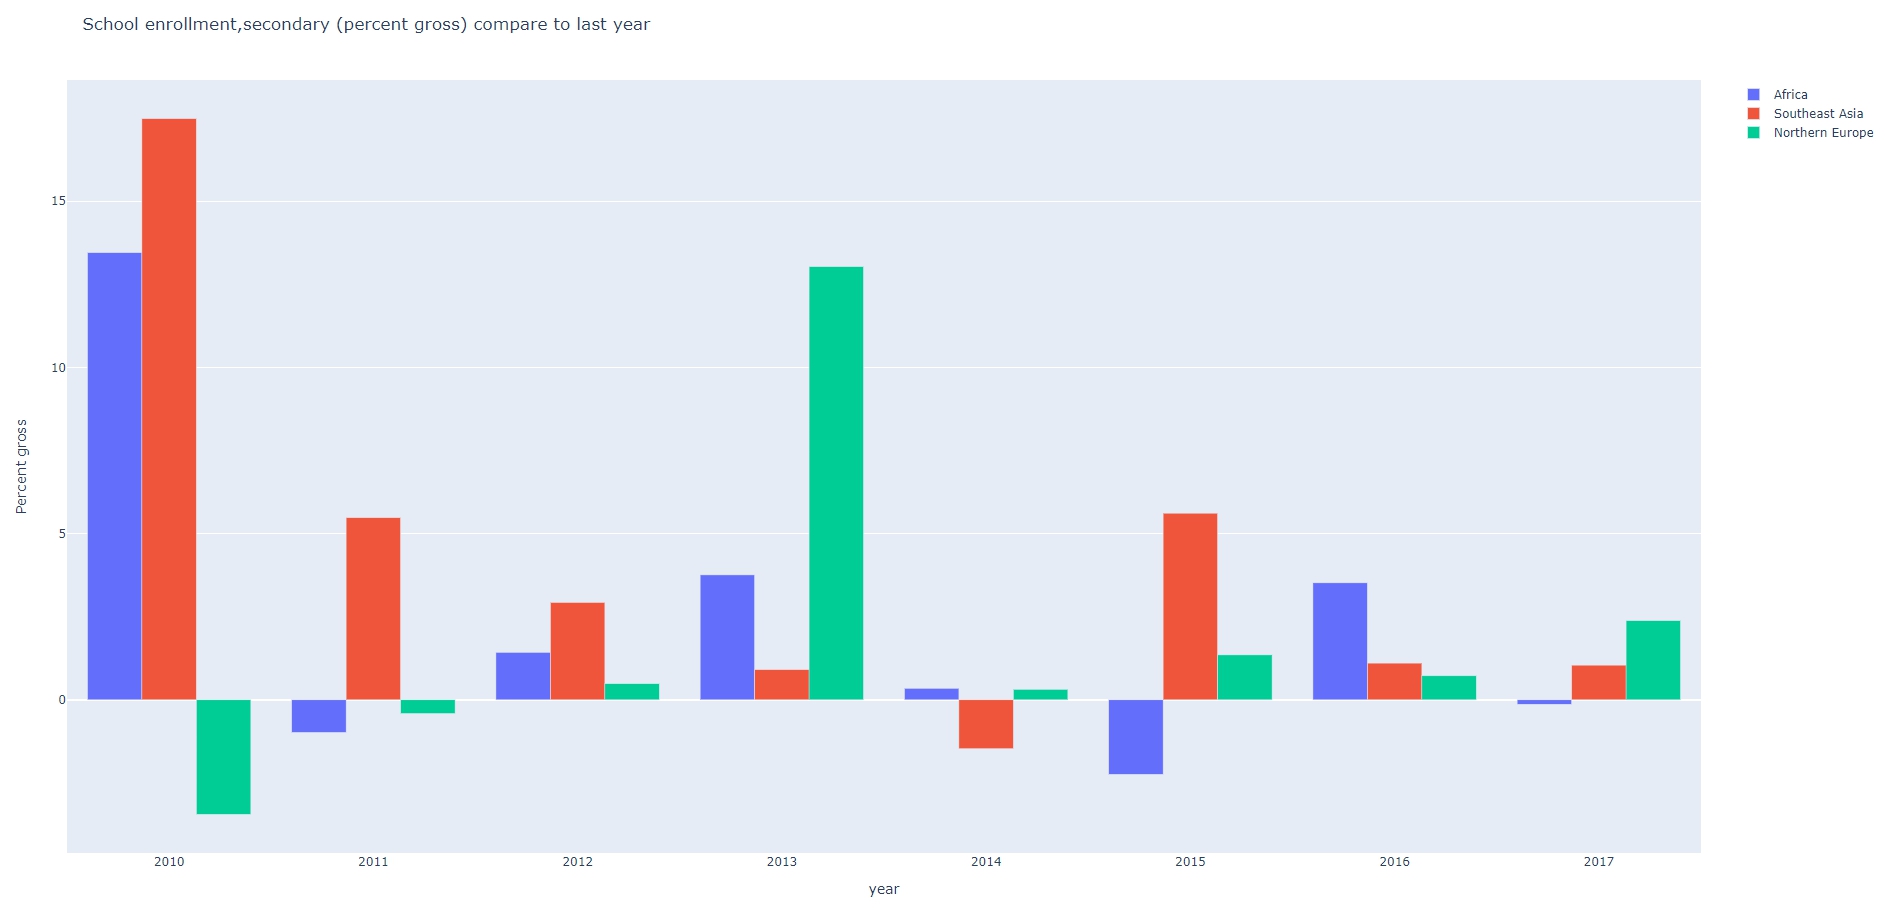 School enrollment,secondary (percent gross) compare to last year
Africa
Southeast Asia
Northern Europe
15
10
5
0
Percent gross
2010 2011 2012 2013 2014 2015 2016 2017
year